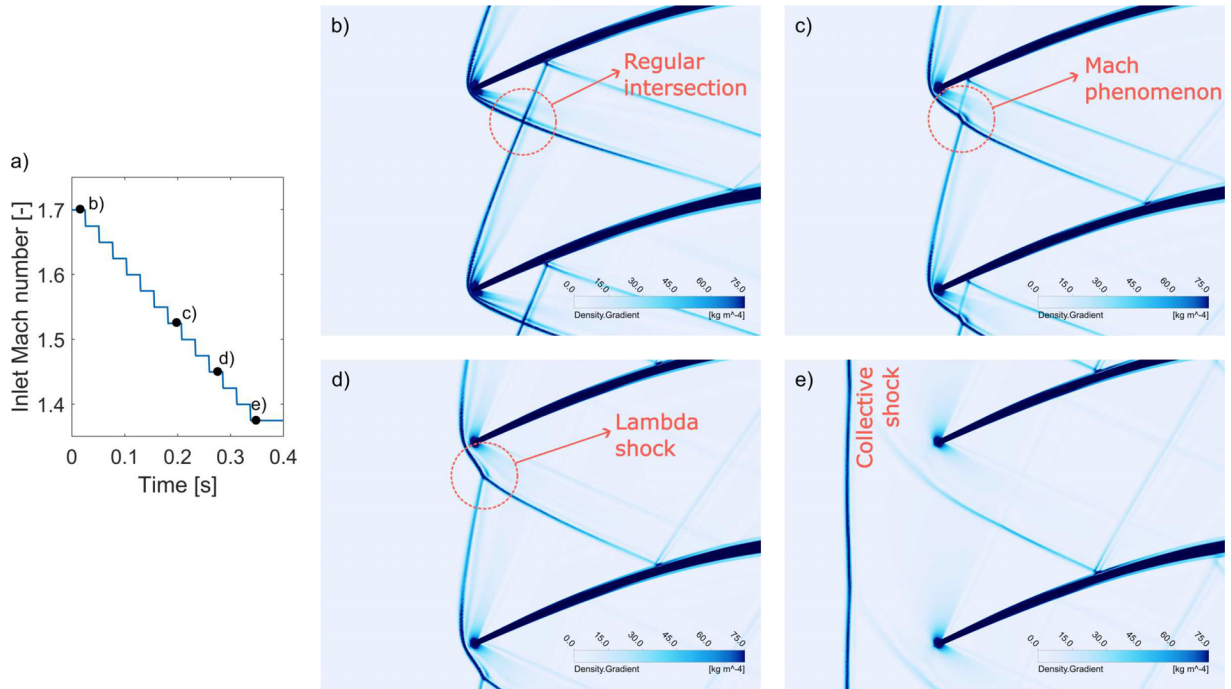 a)
Inlet Mach number [-]
1.7
1.6
1.5
1.4
b)
c)
d)
e)
0
0.1
0.2
0.3
0.4
Time [s]
b)
Regular
intersection
0.0
15.0
30.0
45.0
60.0
75.0
Density.Gradient
[kg m^-4]
c)
Mach
phenomenon
0.0
15.0
30.0
45.0
60.0
75.0
Density.Gradient
[kg m^-4]
d)
Lambda
shock
0.0
15.0
30.0
45.0
60.0
75.0
Density.Gradient
[kg m^-4]
e)
Collective
shock
0.0
15.0
30.0
45.0
60.0
75.0
Density.Gradient
[kg m^-4]